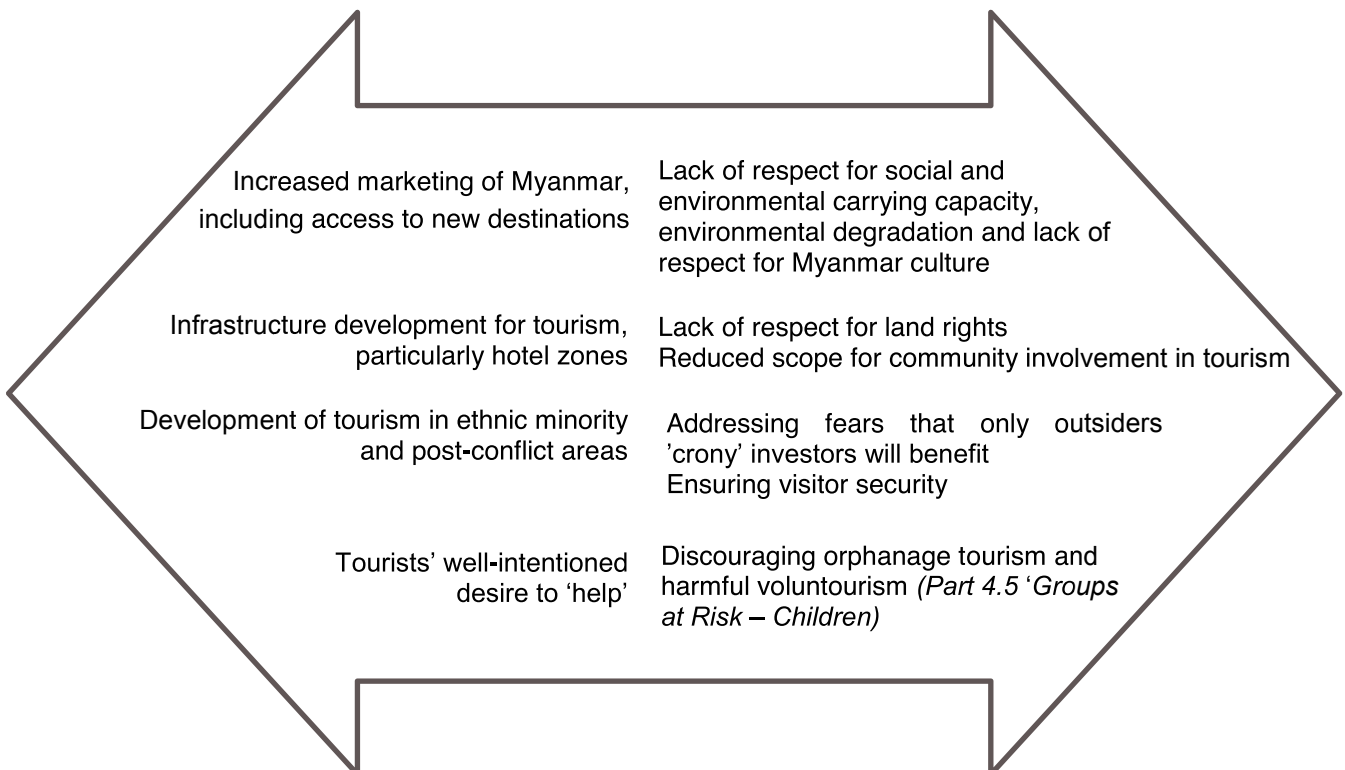 Increased marketing of Myanmar,
including access to new destinations
Lack of respect for social and
environmental carrying capacity,
environmental degradation and lack of
respect for Myanmar culture
Infrastructure development for tourism,
particularly hotel zones
Lack of respect for land rights
Reduced scope for community involvement in tourism
Development of tourism in ethnic minority
and post-conflict areas
Addressing fears that only outsiders
’crony’ investors will benefit
Ensuring visitor security
Tourists’ well-intentioned
desire to ‘help’
Discouraging orphanage tourism and
harmful voluntourism (Part 4.5 ‘Groups
at Risk – Children)